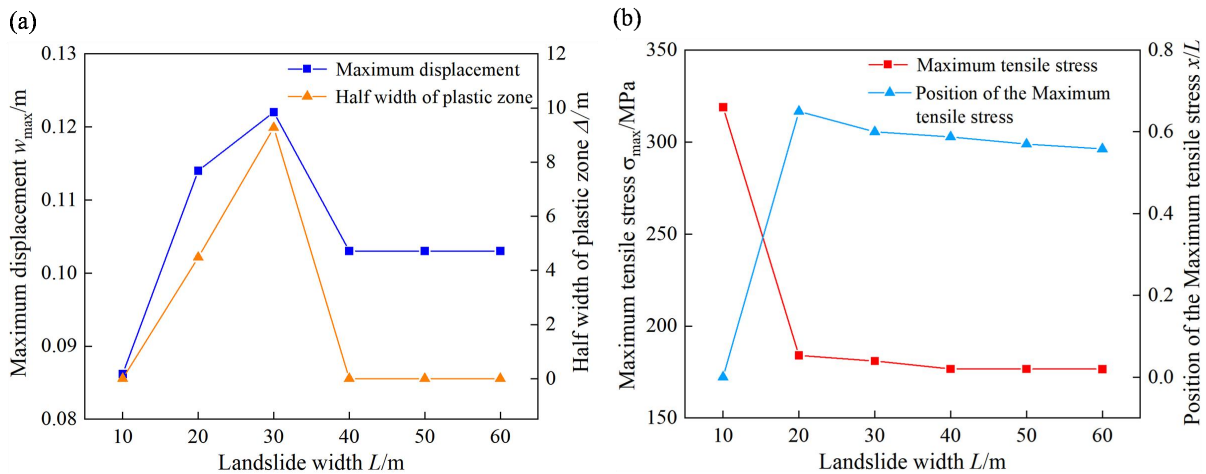 (a)
0.13
0.12
0.11
0.10
0.09
0.08
Maximum displacement wmax/m
12
10
8
6
4
2
0
Half width of plastic zone Δ/m
Maximum displacement
Half width of plastic zone
10 20 30 40 50 60
Landslide width L/m
(b)
350
300
250
200
150
Maximum tensile stress σmax/MPa
0.8
0.6
0.4
0.2
0.0
Position of the Maximum tensile stress x/L
Maximum tensile stress
Position of the Maximum
tensile stress
10 20 30 40 50 60
Landslide width L/m